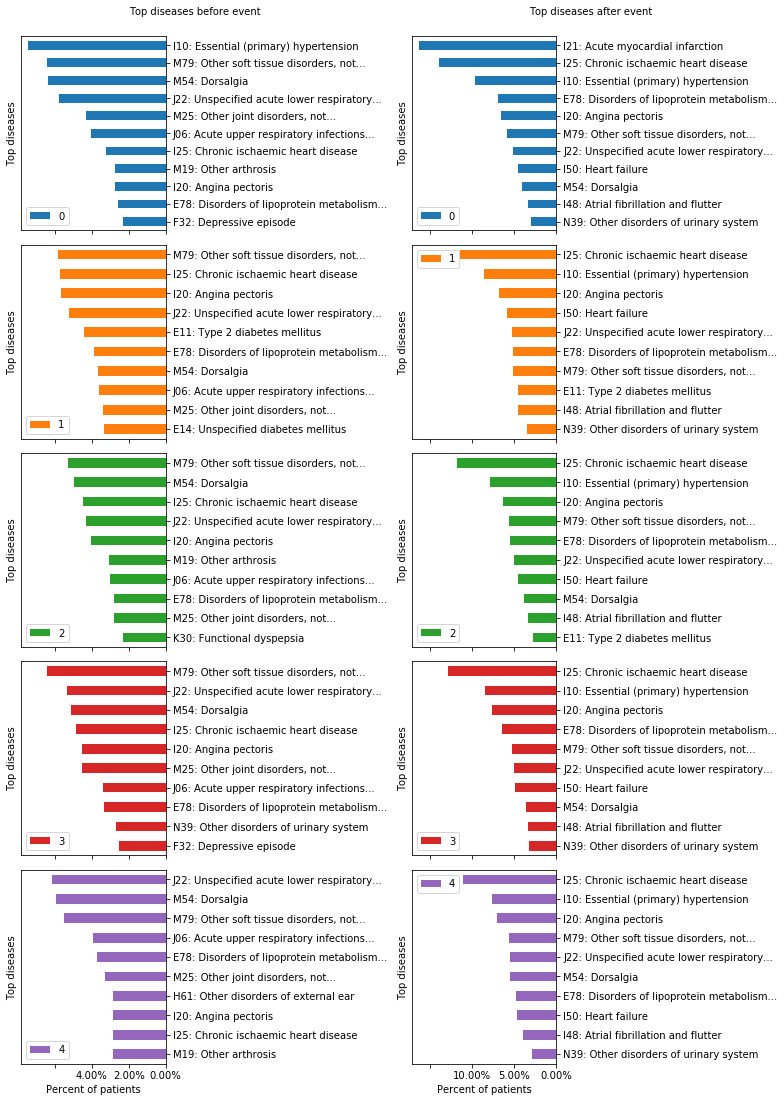 Top diseases before event
Top diseases after event
Top diseases
I10: Essential (primary) hypertension
M79: Other soft tissue disorders, not...
M54: Dorsalgia
J22: Unspecified acute lower respiratory...
M25: Other joint disorders, not...
J06: Acute upper respiratory infections...
I25: Chronic ischaemic heart disease
M19: Other arthrosis
I20: Angina pectoris
E78: Disorders of lipoprotein metabolism...
F32: Depressive episode
0
Top diseases
I21: Acute myocardial infarction
I25: Chronic ischaemic heart disease
I10: Essential (primary) hypertension
E78: Disorders of lipoprotein metabolism...
I20: Angina pectoris
M79: Other soft tissue disorders, not...
J22: Unspecified acute lower respiratory...
I50: Heart failure
M54: Dorsalgia
I48: Atrial fibrillation and flutter
N39: Other disorders of urinary system
0
Top diseases
M79: Other soft tissue disorders, not...
I25: Chronic ischaemic heart disease
I20: Angina pectoris
J22: Unspecified acute lower respiratory...
E11: Type 2 diabetes mellitus
E78: Disorders of lipoprotein metabolism...
M54: Dorsalgia
J06: Acute upper respiratory infections...
M25: Other joint disorders, not...
E14: Unspecified diabetes mellitus
1
Top diseases
1
I25: Chronic ischaemic heart disease
I10: Essential (primary) hypertension
I20: Angina pectoris
I50: Heart failure
J22: Unspecified acute lower respiratory...
E78: Disorders of lipoprotein metabolism...
M79: Other soft tissue disorders, not...
E11: Type 2 diabetes mellitus
I48: Atrial fibrillation and flutter
N39: Other disorders of urinary system
Top diseases
M79: Other soft tissue disorders, not...
M54: Dorsalgia
I25: Chronic ischaemic heart disease
J22: Unspecified acute lower respiratory...
I20: Angina pectoris
M19: Other arthrosis
J06: Acute upper respiratory infections...
E78: Disorders of lipoprotein metabolism...
M25: Other joint disorders, not...
K30: Functional dyspepsia
2
Top diseases
I25: Chronic ischaemic heart disease
I10: Essential (primary) hypertension
I20: Angina pectoris
M79: Other soft tissue disorders, not...
E78: Disorders of lipoprotein metabolism...
J22: Unspecified acute lower respiratory...
I50: Heart failure
M54: Dorsalgia
I48: Atrial fibrillation and flutter
E11: Type 2 diabetes mellitus
2
Top diseases
M79: Other soft tissue disorders, not...
J22: Unspecified acute lower respiratory...
M54: Dorsalgia
I25: Chronic ischaemic heart disease
I20: Angina pectoris
M25: Other joint disorders, not...
J06: Acute upper respiratory infections...
E78: Disorders of lipoprotein metabolism...
N39: Other disorders of urinary system
F32: Depressive episode
3
Top diseases
I25: Chronic ischaemic heart disease
I10: Essential (primary) hypertension
I20: Angina pectoris
E78: Disorders of lipoprotein metabolism...
M79: Other soft tissue disorders, not...
J22: Unspecified acute lower respiratory...
I50: Heart failure
M54: Dorsalgia
I48: Atrial fibrillation and flutter
N39: Other disorders of urinary system
3
Top diseases
J22: Unspecified acute lower respiratory...
M54: Dorsalgia
M79: Other soft tissue disorders, not...
J06: Acute upper respiratory infections...
E78: Disorders of lipoprotein metabolism...
M25: Other joint disorders, not...
H61: Other disorders of external ear
I20: Angina pectoris
I25: Chronic ischaemic heart disease
M19: Other arthrosis
4
4.00% 2.00% 0.00%
Percent of patients
Top diseases
4
I25: Chronic ischaemic heart disease
I10: Essential (primary) hypertension
I20: Angina pectoris
M79: Other soft tissue disorders, not...
J22: Unspecified acute lower respiratory...
M54: Dorsalgia
E78: Disorders of lipoprotein metabolism...
I50: Heart failure
I48: Atrial fibrillation and flutter
N39: Other disorders of urinary system
10.00% 5.00% 0.00%
Percent of patients